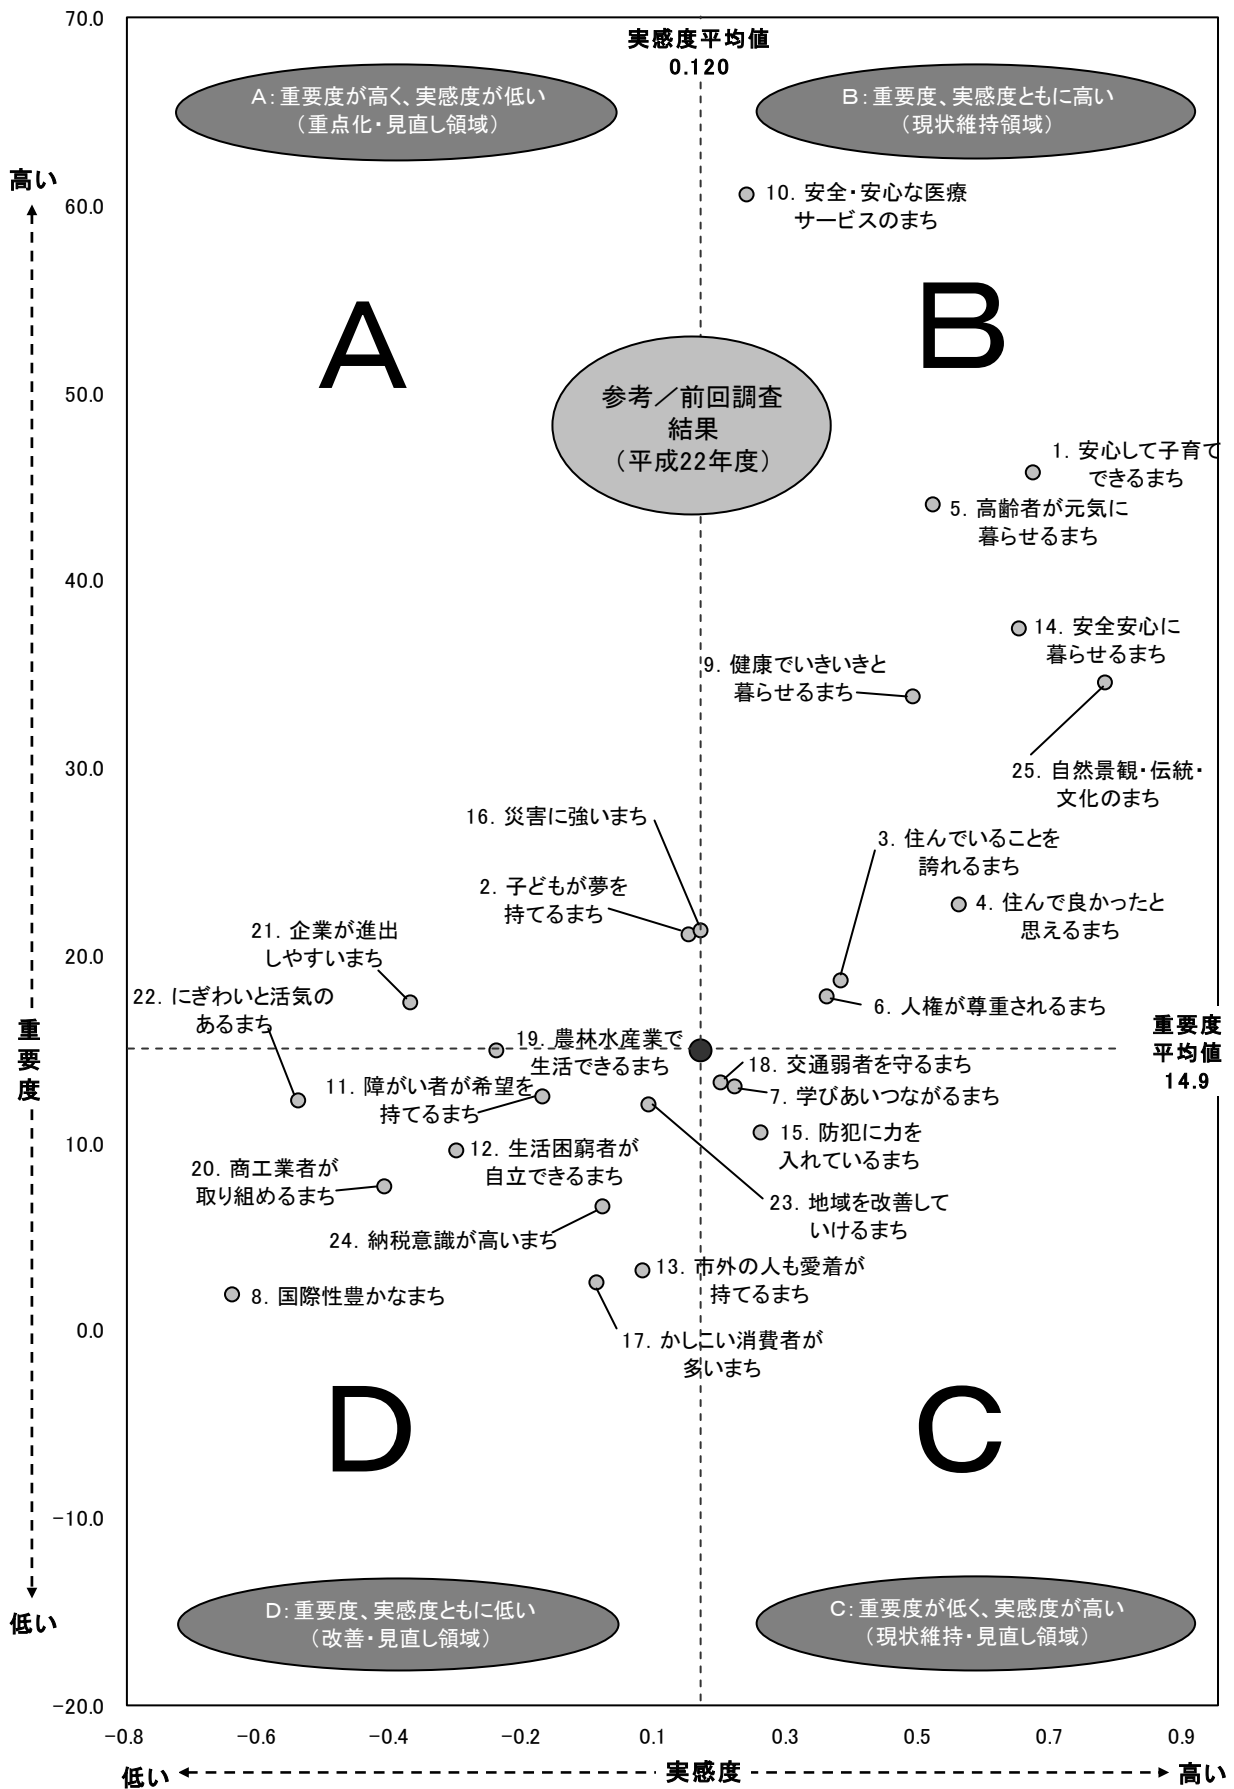 70.0
実感度平均値
0.120
A：重要度が高く、実感度が低い
（重点化・見直し領域）
B：重要度、実感度ともに高い
（現状維持領域）
高い
60.0
10．安全・安心な医療
サービスのまち
A
B
50.0
参考／前回調査
結果
（平成22年度）
1．安心して子育て
できるまち
5．高齢者が元気に
暮らせるまち
40.0
14．安全安心に
暮らせるまち
9．健康でいきいきと
暮らせるまち
30.0
25．自然景観・伝統・
文化のまち
16．災害に強いまち
3．住んでいることを
誇れるまち
2．子どもが夢を
持てるまち
4．住んで良かったと
思えるまち
21．企業が進出
しやすいまち
20.0
22．にぎわいと活気の
あるまち
6．人権が尊重されるまち
重要度
重要度
平均値
14.9
19．農林水産業で
生活できるまち
18．交通弱者を守るまち
11．障がい者が希望を
持てるまち
7．学びあいつながるまち
10.0
12．生活困窮者が
自立できるまち
15．防犯に力を
入れているまち
20．商工業者が
取り組めるまち
23．地域を改善して
いけるまち
24．納税意識が高いまち
13．市外の人も愛着が
持てるまち
8．国際性豊かなまち
0.0
17．かしこい消費者が
多いまち
D
C
-10.0
D：重要度、実感度ともに低い
（改善・見直し領域）
C：重要度が低く、実感度が高い
（現状維持・見直し領域）
低い
-20.0
-0.8 -0.6 -0.4 -0.2 0.1 0.3 0.5 0.7 0.9
低い 実感度 高い